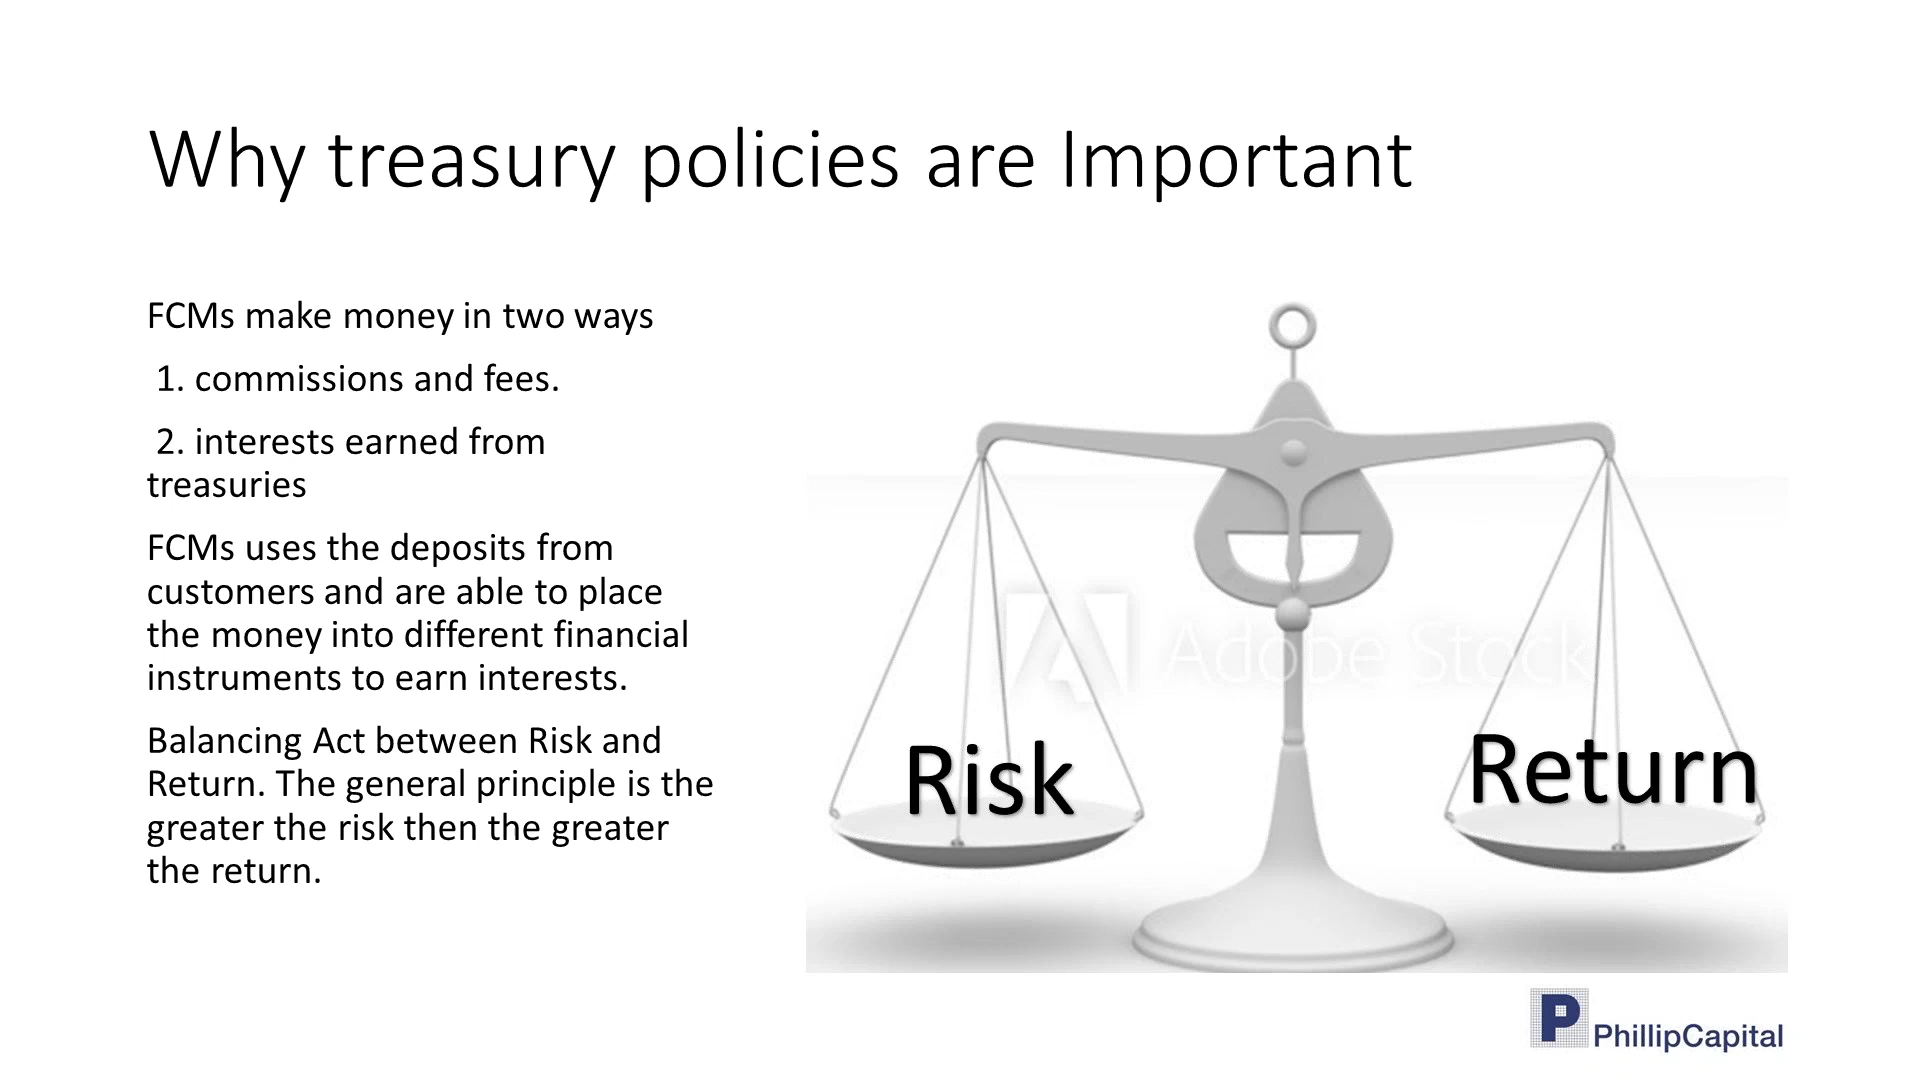 Why treasury policies are Important
FCMs make money in two ways
1. commissions and fees.
2. interests earned from
treasuries
FCMs uses the deposits from
customers and are able to place
the money into different financial
instruments to earn interests.
Balancing Act between Risk and
Return. The general principle is the
greater the risk then the greater
the return.
Adobe Stock
Risk
Return
P
PhillipCapital